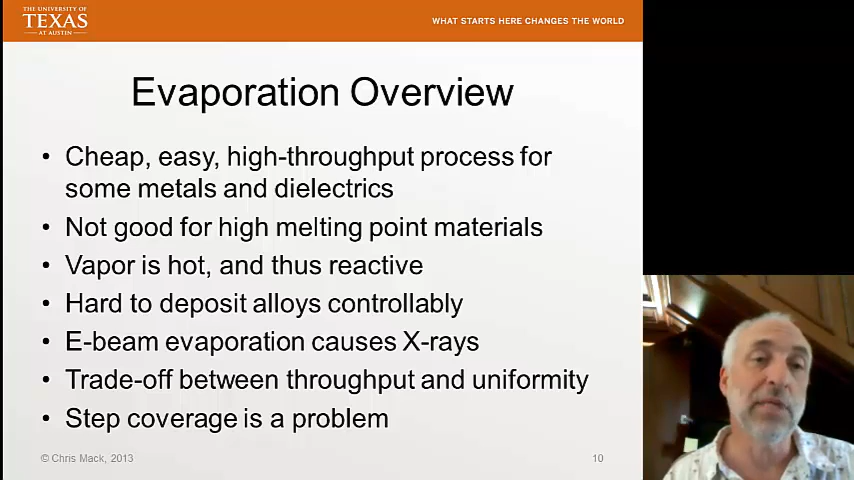 THE UNIVERSITY OF
TEXAS
AT AUSTIN
WHAT STARTS HERE CHANGES THE WORLD
Evaporation Overview
• Cheap, easy, high-throughput process for
some metals and dielectrics
• Not good for high melting point materials
• Vapor is hot, and thus reactive
• Hard to deposit alloys controllably
• E-beam evaporation causes X-rays
• Trade-off between throughput and uniformity
• Step coverage is a problem
© Chris Mack, 2013
10